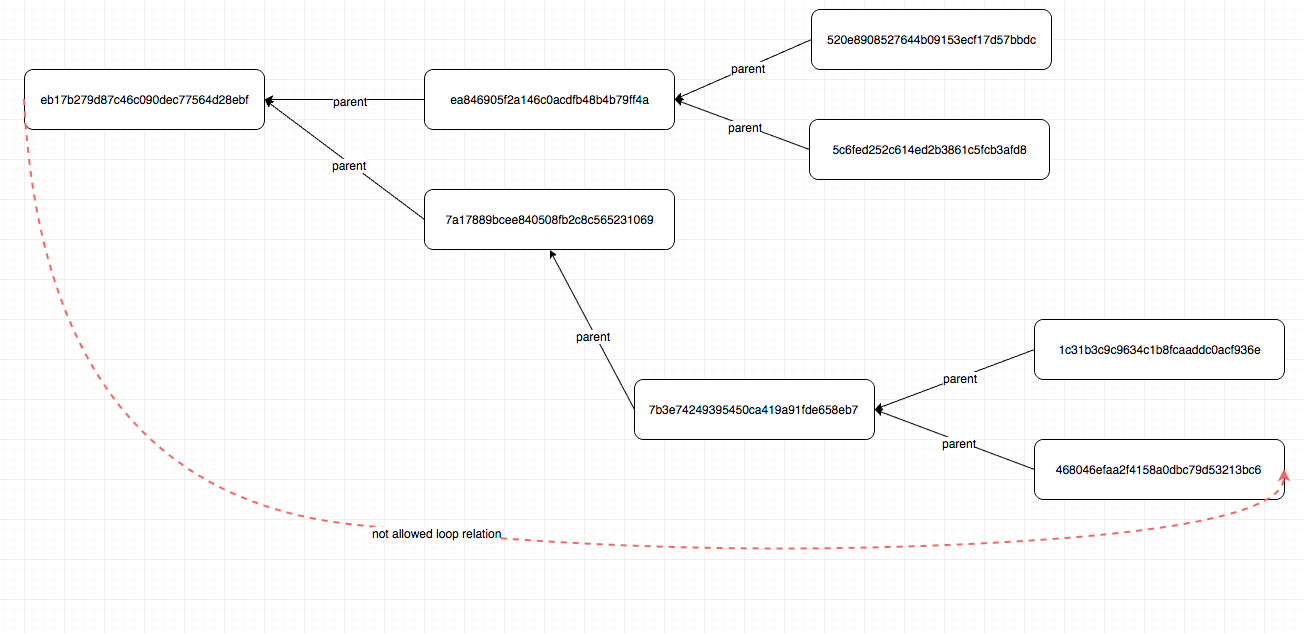 520e8908527644b09153ecf17d57bbdc
parent
eb17b279d87c46c090dec77564d28ebf
parent
ea846905f2a146c0acdfb48b4b79ff4a
parent
5c6fed252c614ed2b3861c5fcb3afd8
parent
7a17889bcee840508fb2c8c565231069
parent
1c31b3c9c9634c1b8fcaaddc0acf936e
parent
7b3e74249395450ca419a91fde658eb7
parent
468046efaa2f4158a0dbc79d53213bc6
not allowed loop relation